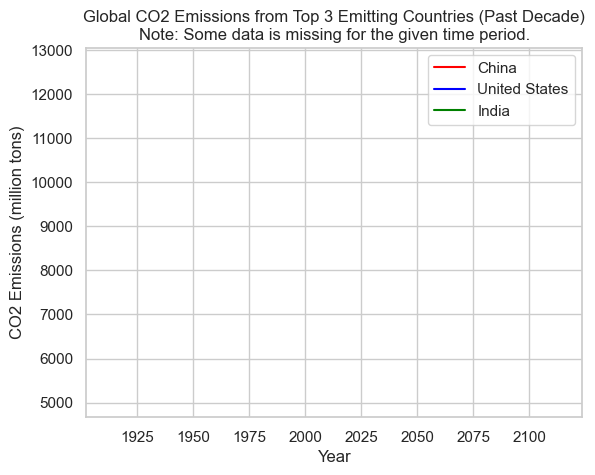 Global CO2 Emissions from Top 3 Emitting Countries (Past Decade)
Note: Some data is missing for the given time period.
China
United States
India
CO2 Emissions (million tons)
13000
12000
11000
10000
9000
8000
7000
6000
5000
1925
1950
1975
2000
2025
2050
2075
2100
Year